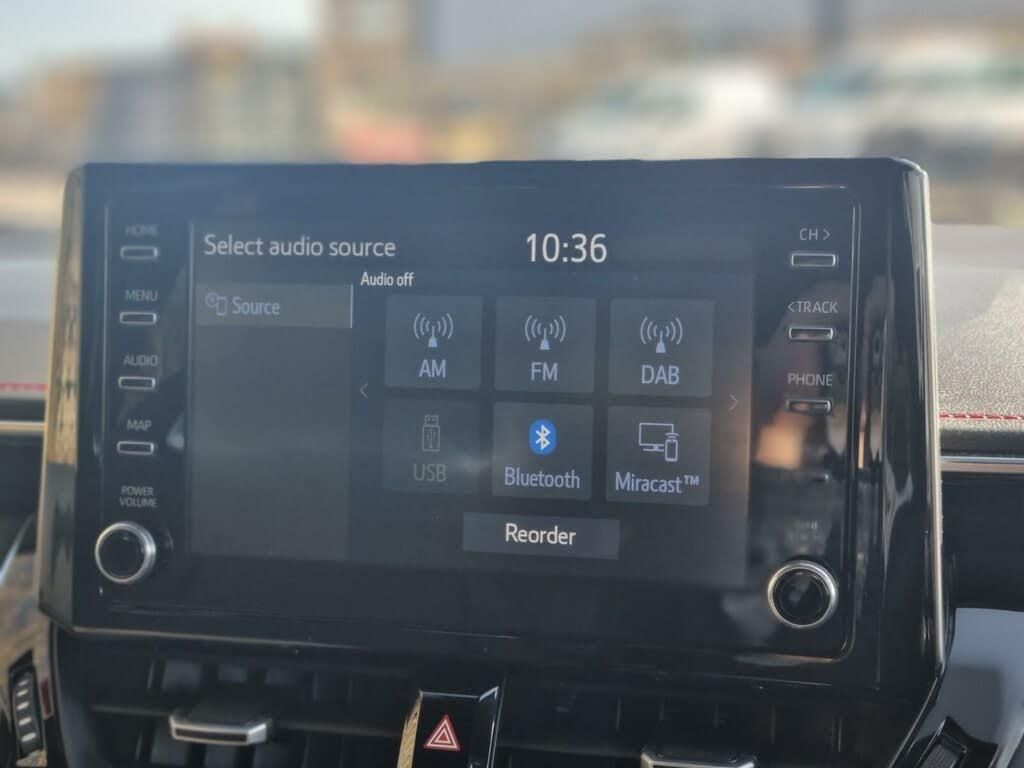 HOME
MENU
AUDIO
MAP
POWER
VOLUME
Select audio source
10:36
Audio off
Source
AM
FM
DAB
USB
Bluetooth
Miracast™
Reorder
CH >
<TRACK
PHONE